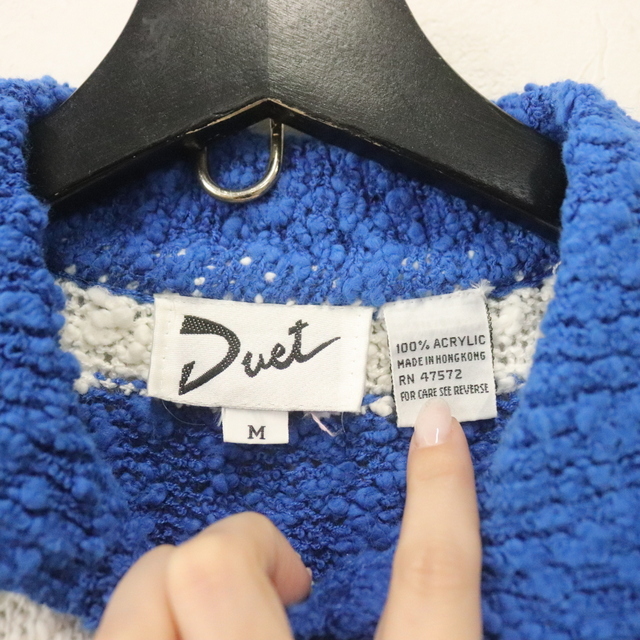 Duet
M
100% ACRYLIC
MADE IN HONGKONG
RN 47572
FOR CARE SEE REVERSE